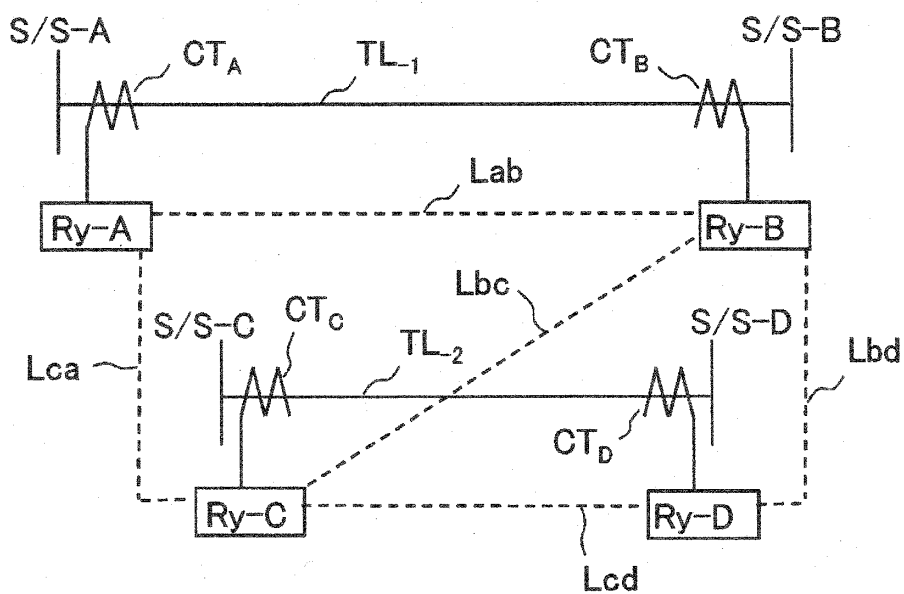 S/S-A
S/S-B
CT_A
TL_-1
CT_B
Lab
Ry-A
Ry-B
Lbc
S/S-C
CT_C
S/S-D
TL_-2
Lca
Lbd
CT_D
Ry-C
Ry-D
Lcd